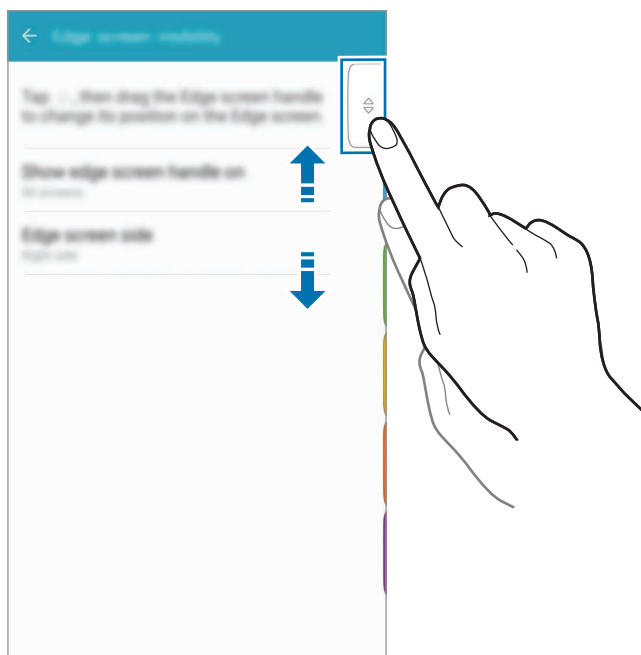 Edge screen visibility
Tap , then drag the Edge screen handle
to change its position on the Edge screen.
Show edge screen handle on
All screens
Edge screen side
Right side